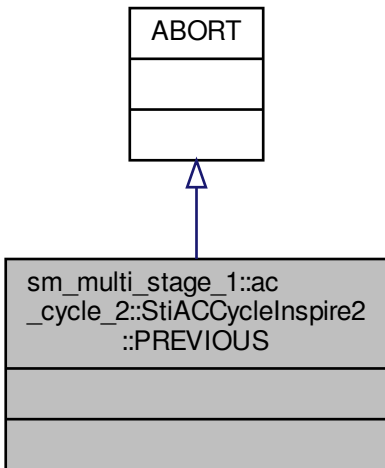 ABORT
sm_multi_stage_1::ac
_cycle_2::StiACCycleInspire2
::PREVIOUS